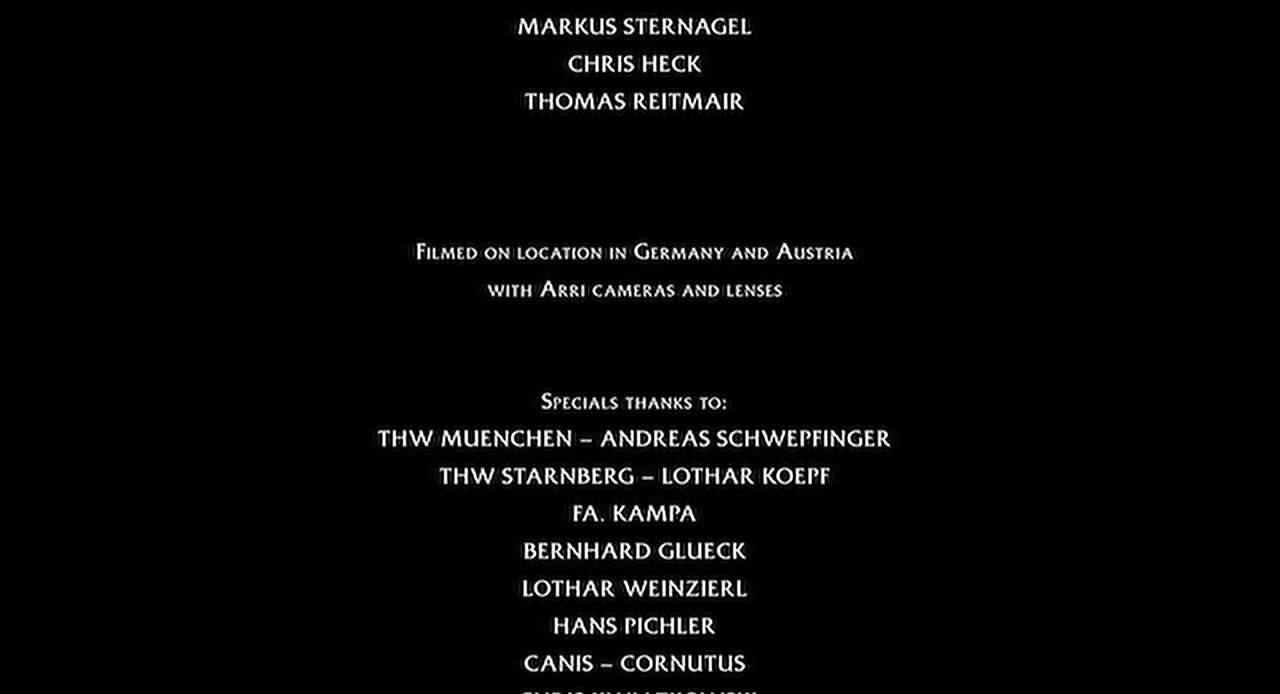 MARKUS STERNAGEL
CHRIS HECK
THOMAS REITMAIR
FILMED ON LOCATION IN GERMANY AND AUSTRIA
WITH ARRI CAMERAS AND LENSES
SPECIALS THANKS TO:
THW MUENCHEN – ANDREAS SCHWEPFINGER
THW STARNBERG – LOTHAR KOEPF
FA. KAMPA
BERNHARD GLUECK
LOTHAR WEINZIERL
HANS PICHLER
CANIS – CORNUTUS